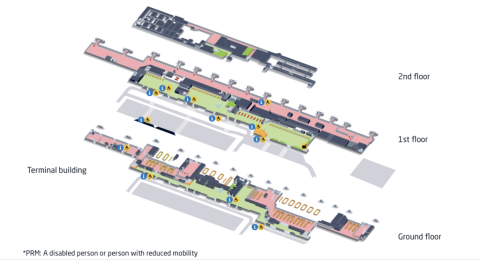 2nd floor
1st floor
Terminal building
Ground floor
*PRM: A disabled person or person with reduced mobility